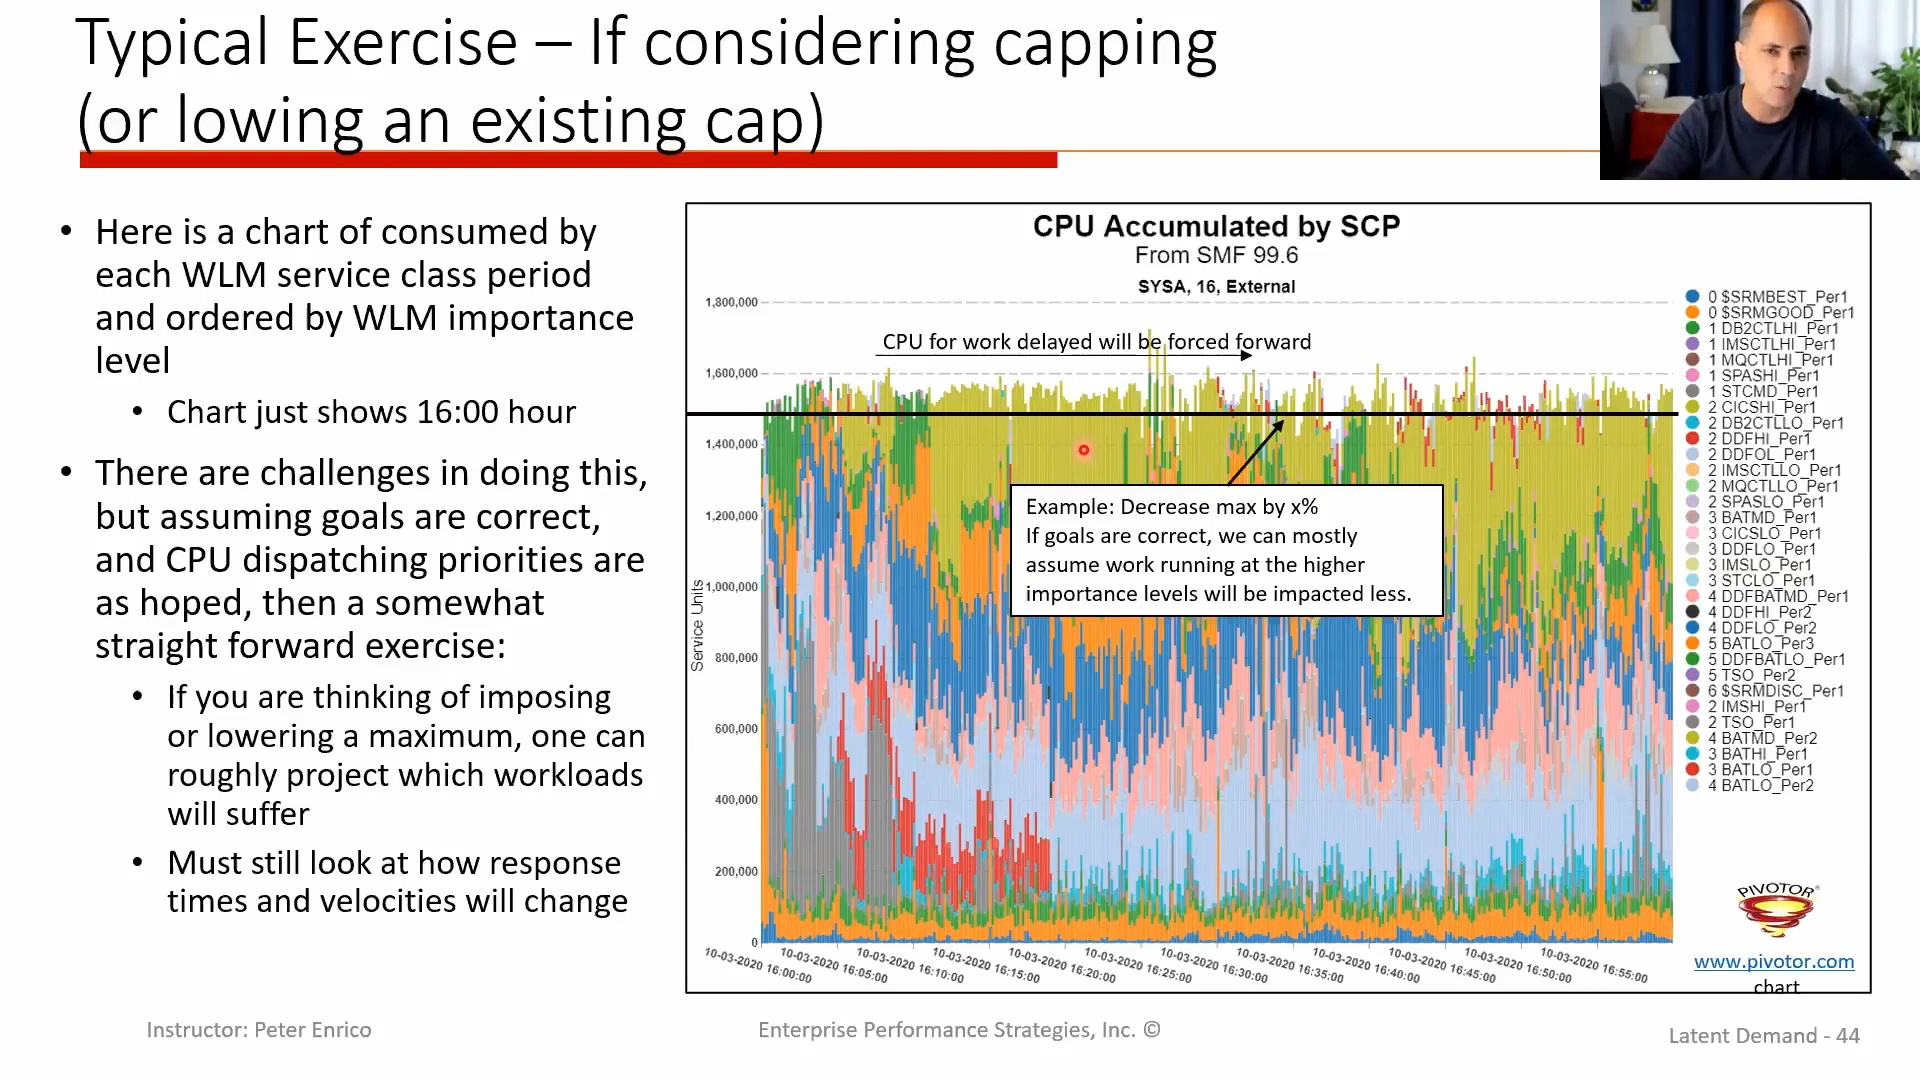 Typical Exercise – If considering capping
(or lowing an existing cap)
• Here is a chart of consumed by
each WLM service class period
and ordered by WLM importance
level
• Chart just shows 16:00 hour
• There are challenges in doing this,
but assuming goals are correct,
and CPU dispatching priorities are
as hoped, then a somewhat
straight forward exercise:
• If you are thinking of imposing
or lowering a maximum, one can
roughly project which workloads
will suffer
• Must still look at how response
times and velocities will change
CPU Accumulated by SCP
From SMF 99.6
SYSA, 16, External
CPU for work delayed will be forced forward
Example: Decrease max by x%
If goals are correct, we can mostly
assume work running at the higher
importance levels will be impacted less.
Service Units
1,800,000
1,600,000
1,400,000
1,200,000
1,000,000
800,000
600,000
400,000
200,000
0
10-03-2020 16:00:00
10-03-2020 16:05:00
10-03-2020 16:10:00
10-03-2020 16:15:00
10-03-2020 16:20:00
10-03-2020 16:25:00
10-03-2020 16:30:00
10-03-2020 16:35:00
10-03-2020 16:40:00
10-03-2020 16:45:00
10-03-2020 16:50:00
10-03-2020 16:55:00
0 $SRMBEST_Per1
0 $SRMGOOD_Per1
1 DB2CTLHI_Per1
1 IMSCTLHI_Per1
1 MQCTLHI_Per1
1 SPASHI_Per1
1 STCMD_Per1
2 CICSHI_Per1
2 DB2CTLLO_Per1
2 DDFHI_Per1
2 DDFOL_Per1
2 IMSCTLLO_Per1
2 MQCTLLO_Per1
2 SPASLO_Per1
3 BATMD_Per1
3 CICSLO_Per1
3 DDFLO_Per1
3 IMSLO_Per1
3 STCLO_Per1
4 DDFBATMD_Per1
4 DDFHI_Per2
4 DDFLO_Per2
5 BATLO_Per3
5 DDFBATLO_Per1
5 TSO_Per2
6 $SRMDISC_Per1
2 IMSHI_Per1
2 TSO_Per1
4 BATMD_Per2
3 BATHI_Per1
3 BATLO_Per1
4 BATLO_Per2
PIVOTOR®
www.pivotor.com
chart
Instructor: Peter Enrico
Enterprise Performance Strategies, Inc. ©
Latent Demand - 44